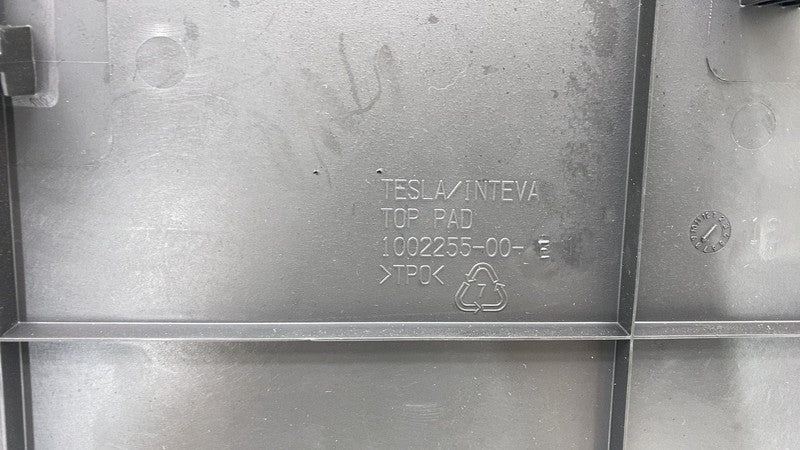 TESLA/INTEVA
TOP PAD
1002255-00-E
>TPO<
7